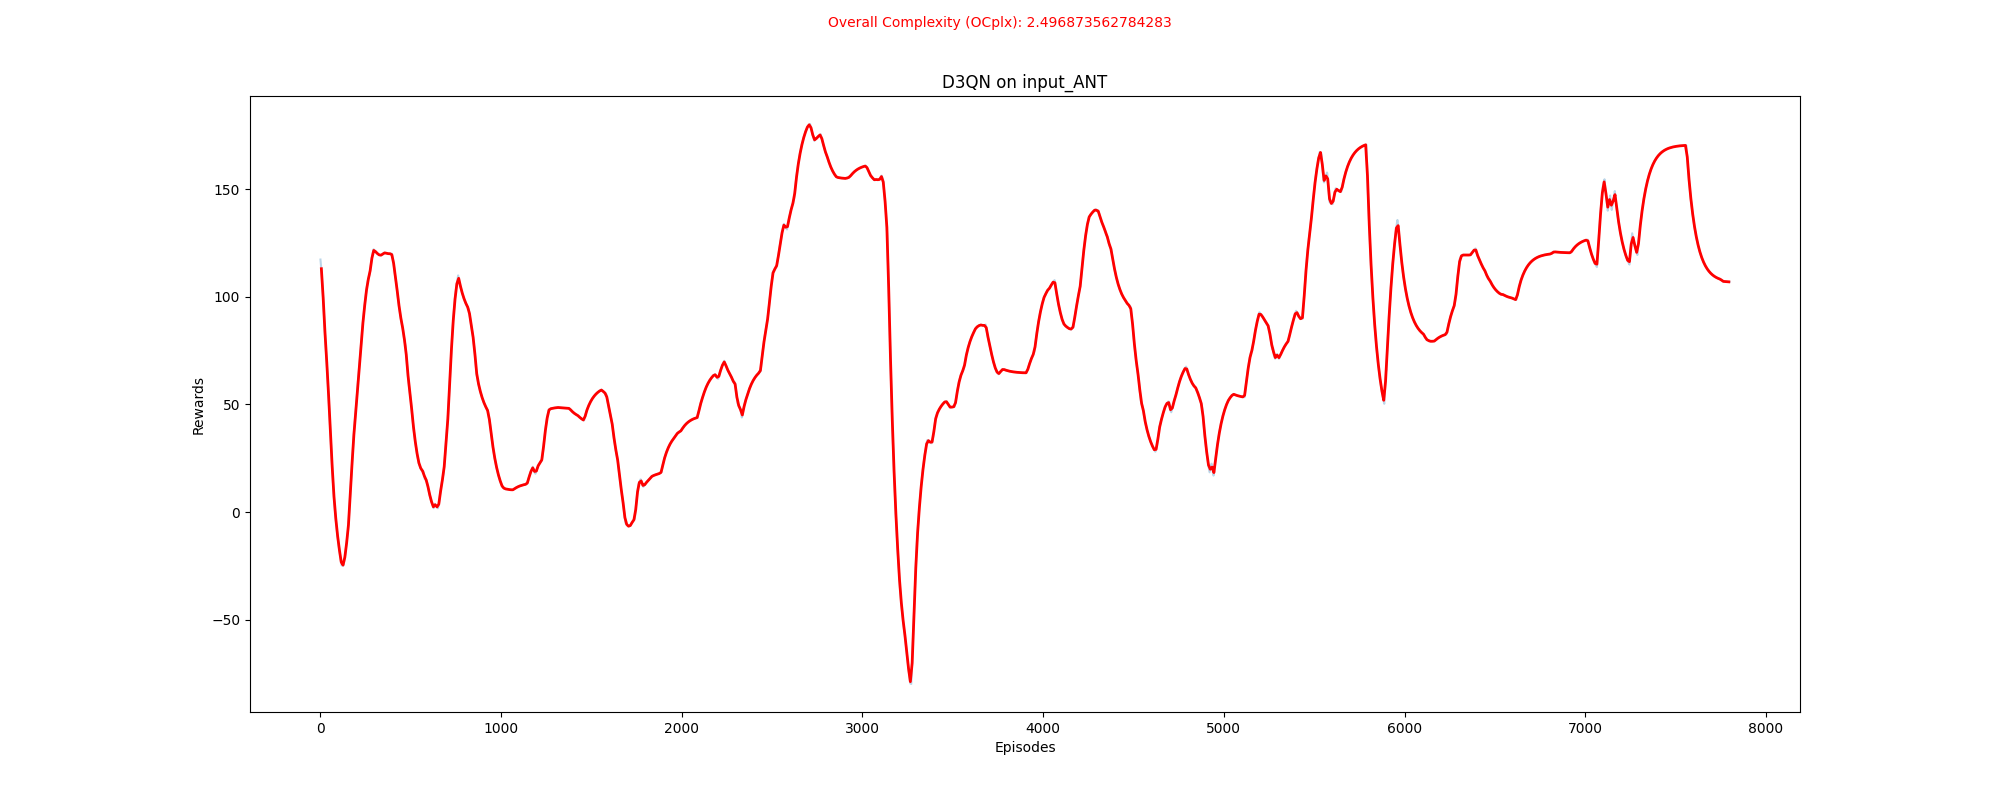 Overall Complexity (OCplx): 2.496873562784283
D3QN on input_ANT
Rewards
150
100
50
0
−50
0 1000 2000 3000 4000 5000 6000 7000 8000
Episodes